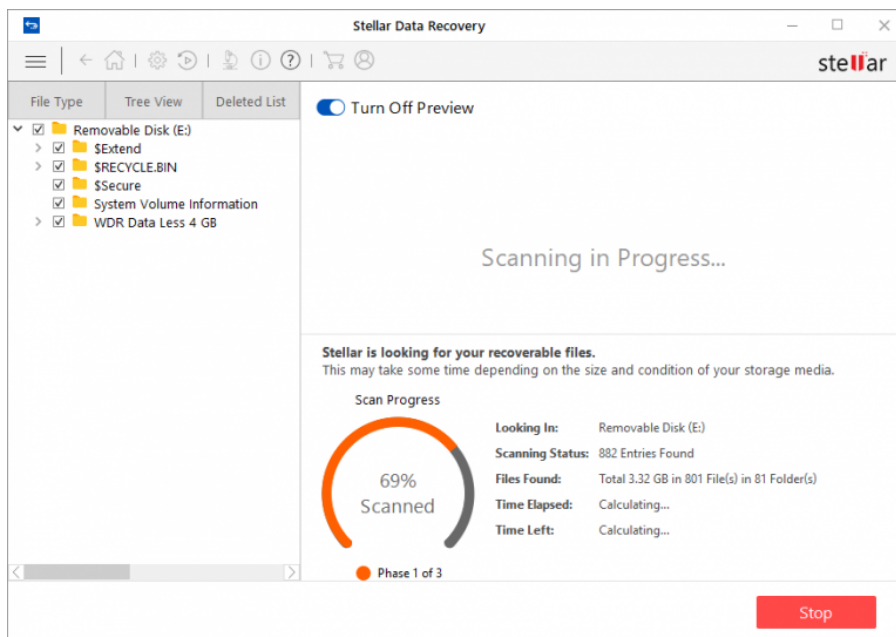 Stellar Data Recovery
stellar
File Type Tree View Deleted List
Turn Off Preview
Removable Disk (E:)
$Extend
$RECYCLE.BIN
$Secure
System Volume Information
WDR Data Less 4 GB
Scanning in Progress...
Stellar is looking for your recoverable files.
This may take some time depending on the size and condition of your storage media.
Scan Progress
69%
Scanned
Phase 1 of 3
Looking In: Removable Disk (E:)
Scanning Status: 882 Entries Found
Files Found: Total 3.32 GB in 801 File(s) in 81 Folder(s)
Time Elapsed: Calculating...
Time Left: Calculating...
Stop